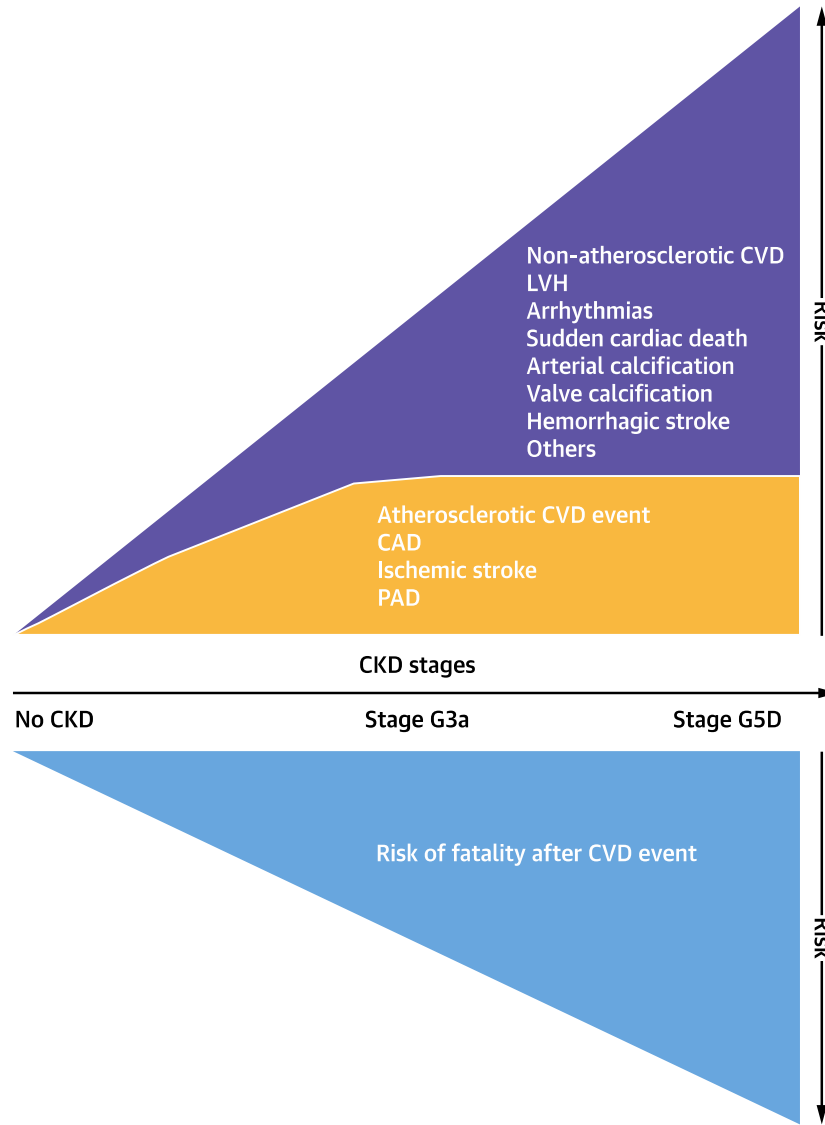 Non-atherosclerotic CVD
LVH
Arrhythmias
Sudden cardiac death
Arterial calcification
Valve calcification
Hemorrhagic stroke
Others
RISK
Atherosclerotic CVD event
CAD
Ischemic stroke
PAD
CKD stages
No CKD
Stage G3a
Stage G5D
Risk of fatality after CVD event
RISK